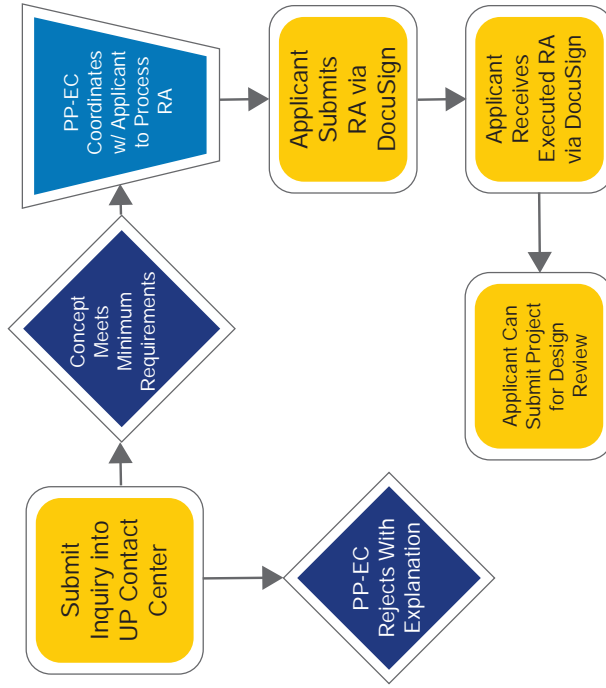 Submit
Inquiry into
UP Contact
Center
Concept
Meets
Minimum
Requirements
PP-EC
Coordinates
w/ Applicant
to Process
RA
PP-EC
Rejects With
Explanation
Applicant
Submits
RA via
DocuSign
Applicant
Receives
Executed RA
via DocuSign
Applicant Can
Submit Project
for Design
Review